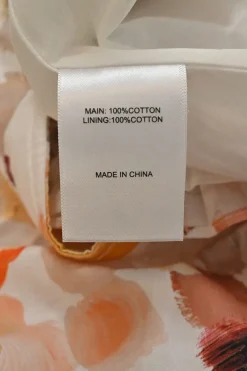 MAIN: 100%COTTON
LINING:100%COTTON
MADE IN CHINA